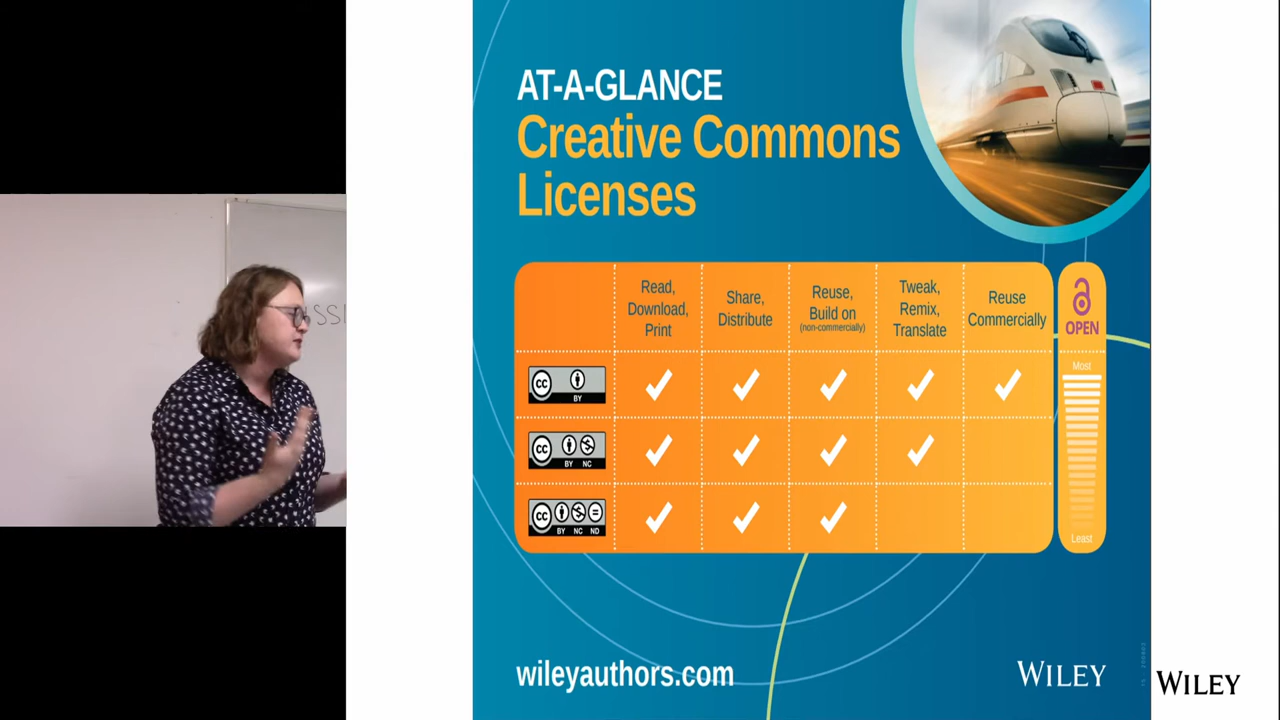 SSI
AT-A-GLANCE
Creative Commons
Licenses
Read,
Download,
Print
Share,
Distribute
Reuse,
Build on
(non-commercially)
Tweak,
Remix,
Translate
Reuse
Commercially
OPEN
Most
cc
BY
cc
BY NC
cc
BY NC ND
Least
wileyauthors.com
WILEY
WILEY